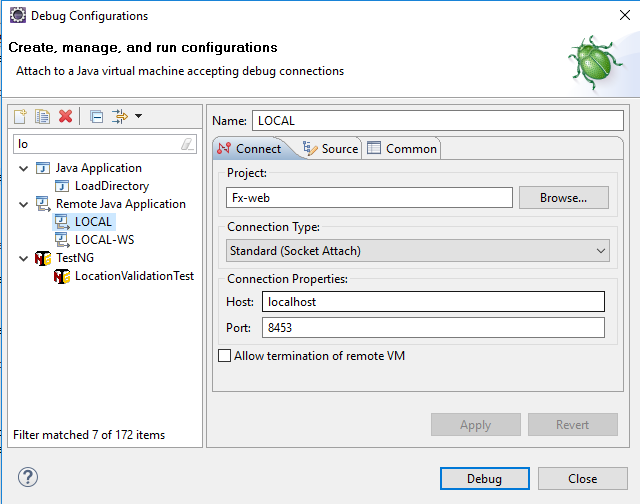 Debug Configurations
Create, manage, and run configurations
Attach to a Java virtual machine accepting debug connections
lo
Java Application
LoadDirectory
Remote Java Application
LOCAL
LOCAL-WS
TestNG
LocationValidationTest
Filter matched 7 of 172 items
Name: LOCAL
Connect Source Common
Project:
Fx-web Browse...
Connection Type:
Standard (Socket Attach)
Connection Properties:
Host: localhost
Port: 8453
Allow termination of remote VM
Apply Revert
? Debug Close